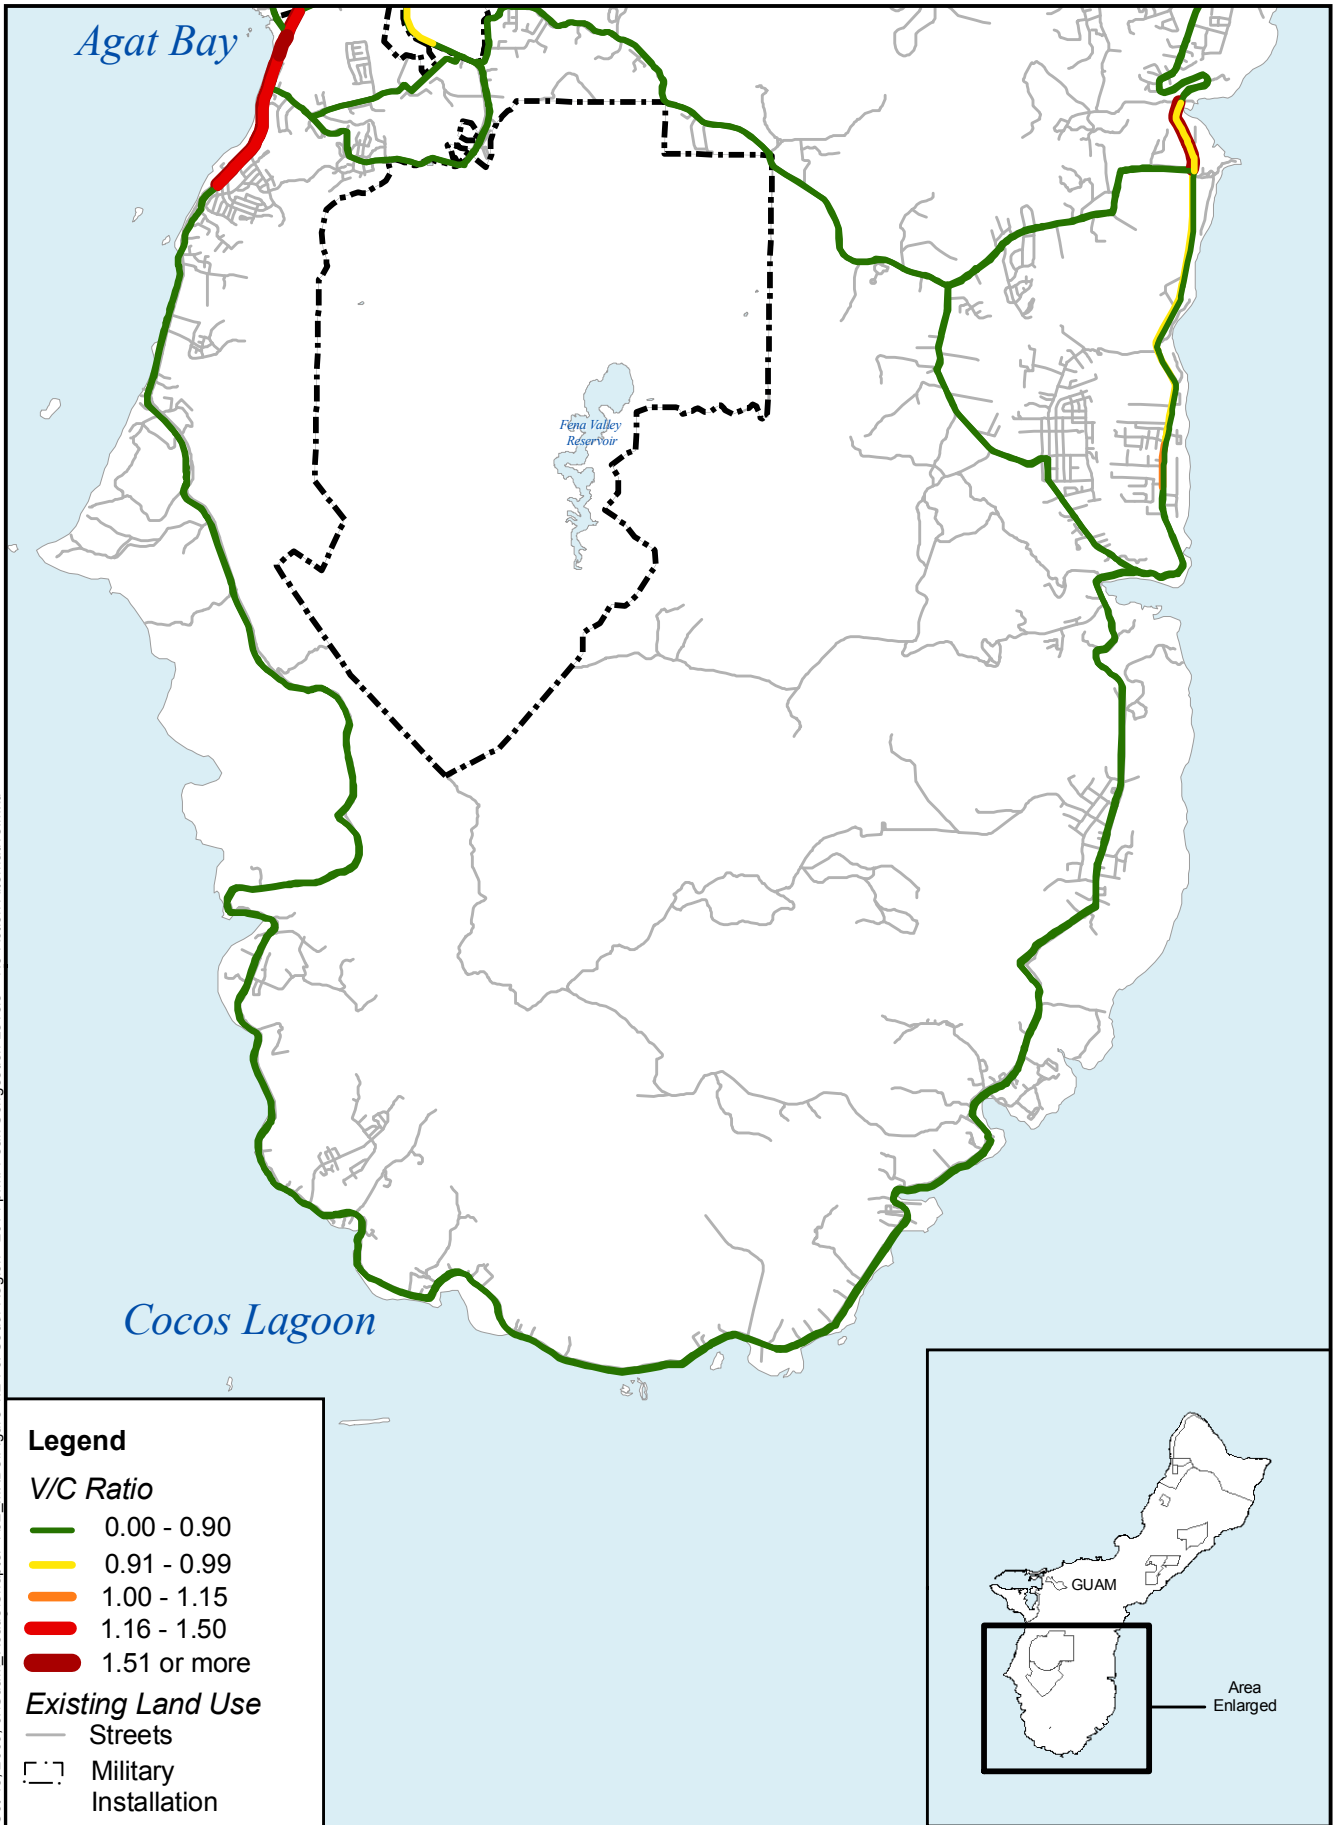 Agat Bay
Fena Valley
Reservoir
Cocos Lagoon
Legend
V/C Ratio
0.00 - 0.90
0.91 - 0.99
1.00 - 1.15
1.16 - 1.50
1.51 or more
Existing Land Use
Streets
Military
Installation
GUAM
Area
Enlarged